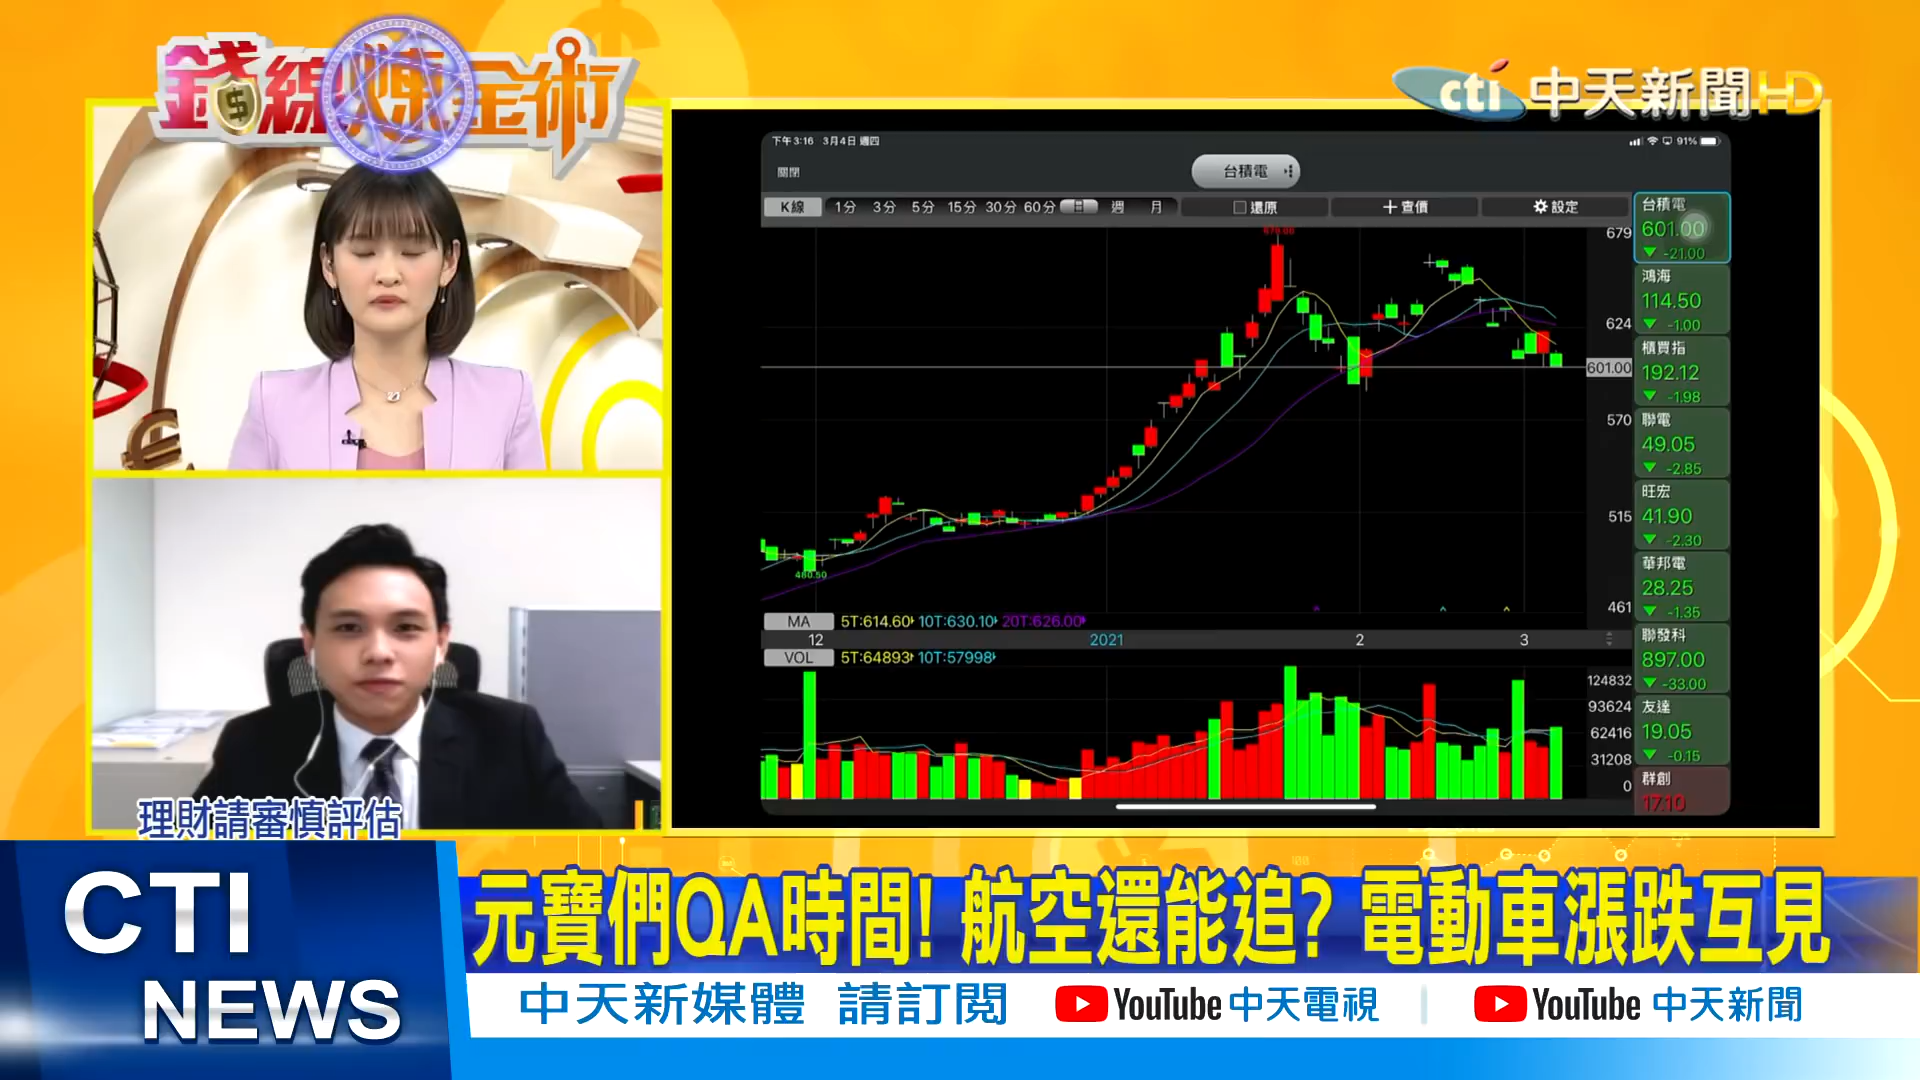 錢線煉金術
cti 中天新聞HD
下午3:16 3月4日 週四
91%
關閉
台積電
K線 1分 3分 5分 15分 30分 60分 日 週 月 還原 +查價 設定
679.00
480.50
679
624
601.00
570
515
461
MA 5T:614.60 10T:630.10 20T:626.00
12 2021 2 3
VOL 5T:64893 10T:57998
124832
93624
62416
31208
0
台積電
601.00
▼ -21.00
鴻海
114.50
▼ -1.00
櫃買指
192.12
▼ -1.98
聯電
49.05
▼ -2.85
旺宏
41.90
▼ -2.30
華邦電
28.25
▼ -1.35
聯發科
897.00
▼ -33.00
友達
19.05
▼ -0.15
群創
17.10
理財請審慎評估
CTI
NEWS
元寶們QA時間! 航空還能追? 電動車漲跌互見
中天新媒體 請訂閱 YouTube 中天電視 | YouTube 中天新聞